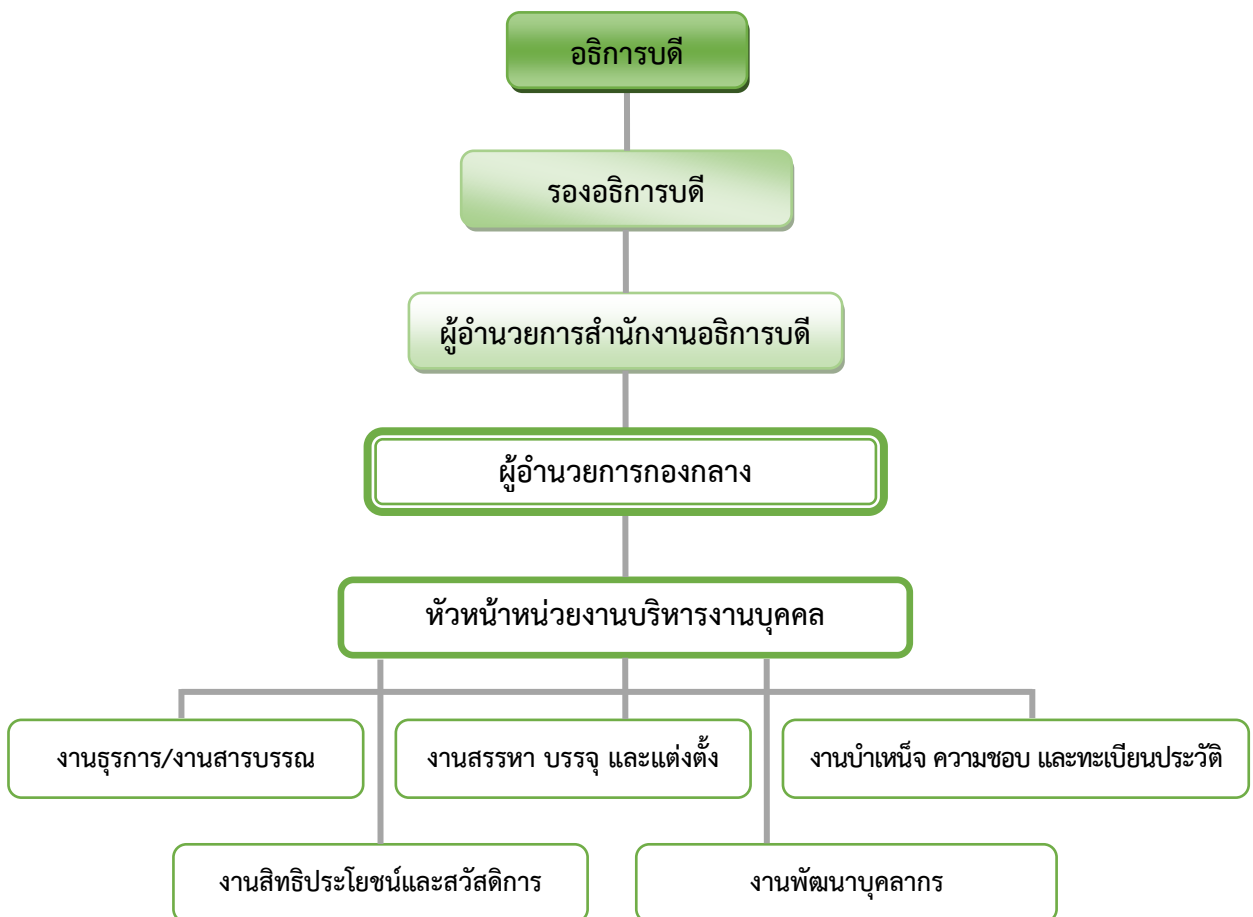 อธิการบดี
รองอธิการบดี
ผู้อำนวยการสำนักงานอธิการบดี
ผู้อำนวยการกองกลาง
หัวหน้าหน่วยงานบริหารงานบุคคล
งานธุรการ/งานสารบรรณ
งานสรรหา บรรจุ และแต่งตั้ง
งานบำเหน็จ ความชอบ และทะเบียนประวัติ
งานสิทธิประโยชน์และสวัสดิการ
งานพัฒนาบุคลากร